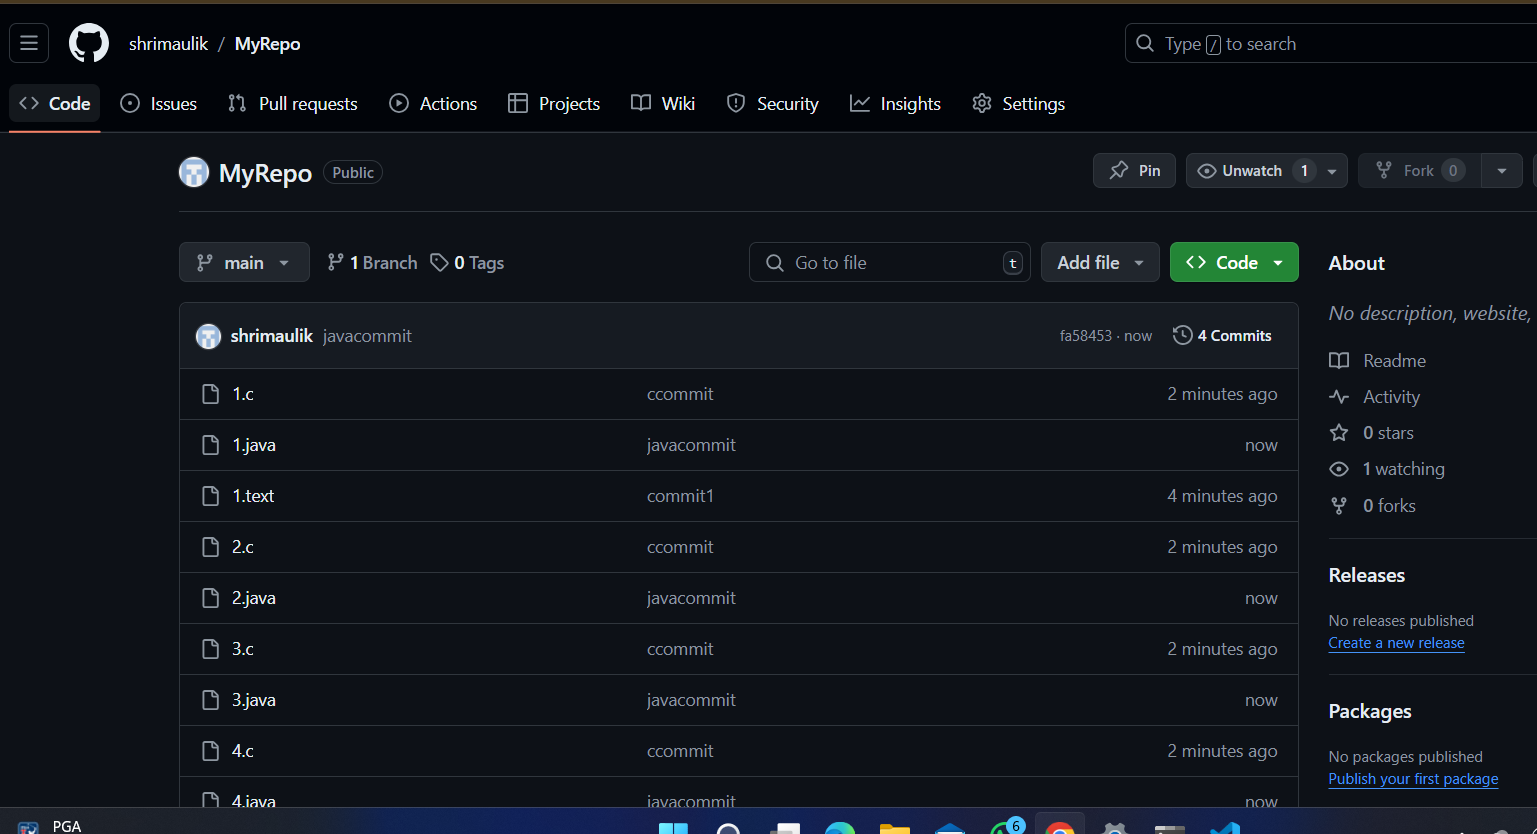 shrimaulik / MyRepo
Type / to search
Code Issues Pull requests Actions Projects Wiki Security Insights Settings
MyRepo Public
Pin Unwatch 1 Fork 0
main 1 Branch 0 Tags Go to file t Add file Code
About
No description, website,
shrimaulik javacommit fa58453 · now 4 Commits
Readme
1.c ccommit 2 minutes ago
Activity
0 stars
1.java javacommit now
1 watching
1.text commit1 4 minutes ago
0 forks
2.c ccommit 2 minutes ago
Releases
2.java javacommit now
No releases published
Create a new release
3.c ccommit 2 minutes ago
3.java javacommit now
Packages
4.c ccommit 2 minutes ago
No packages published
Publish your first package
4.java javacommit now
PGA
6